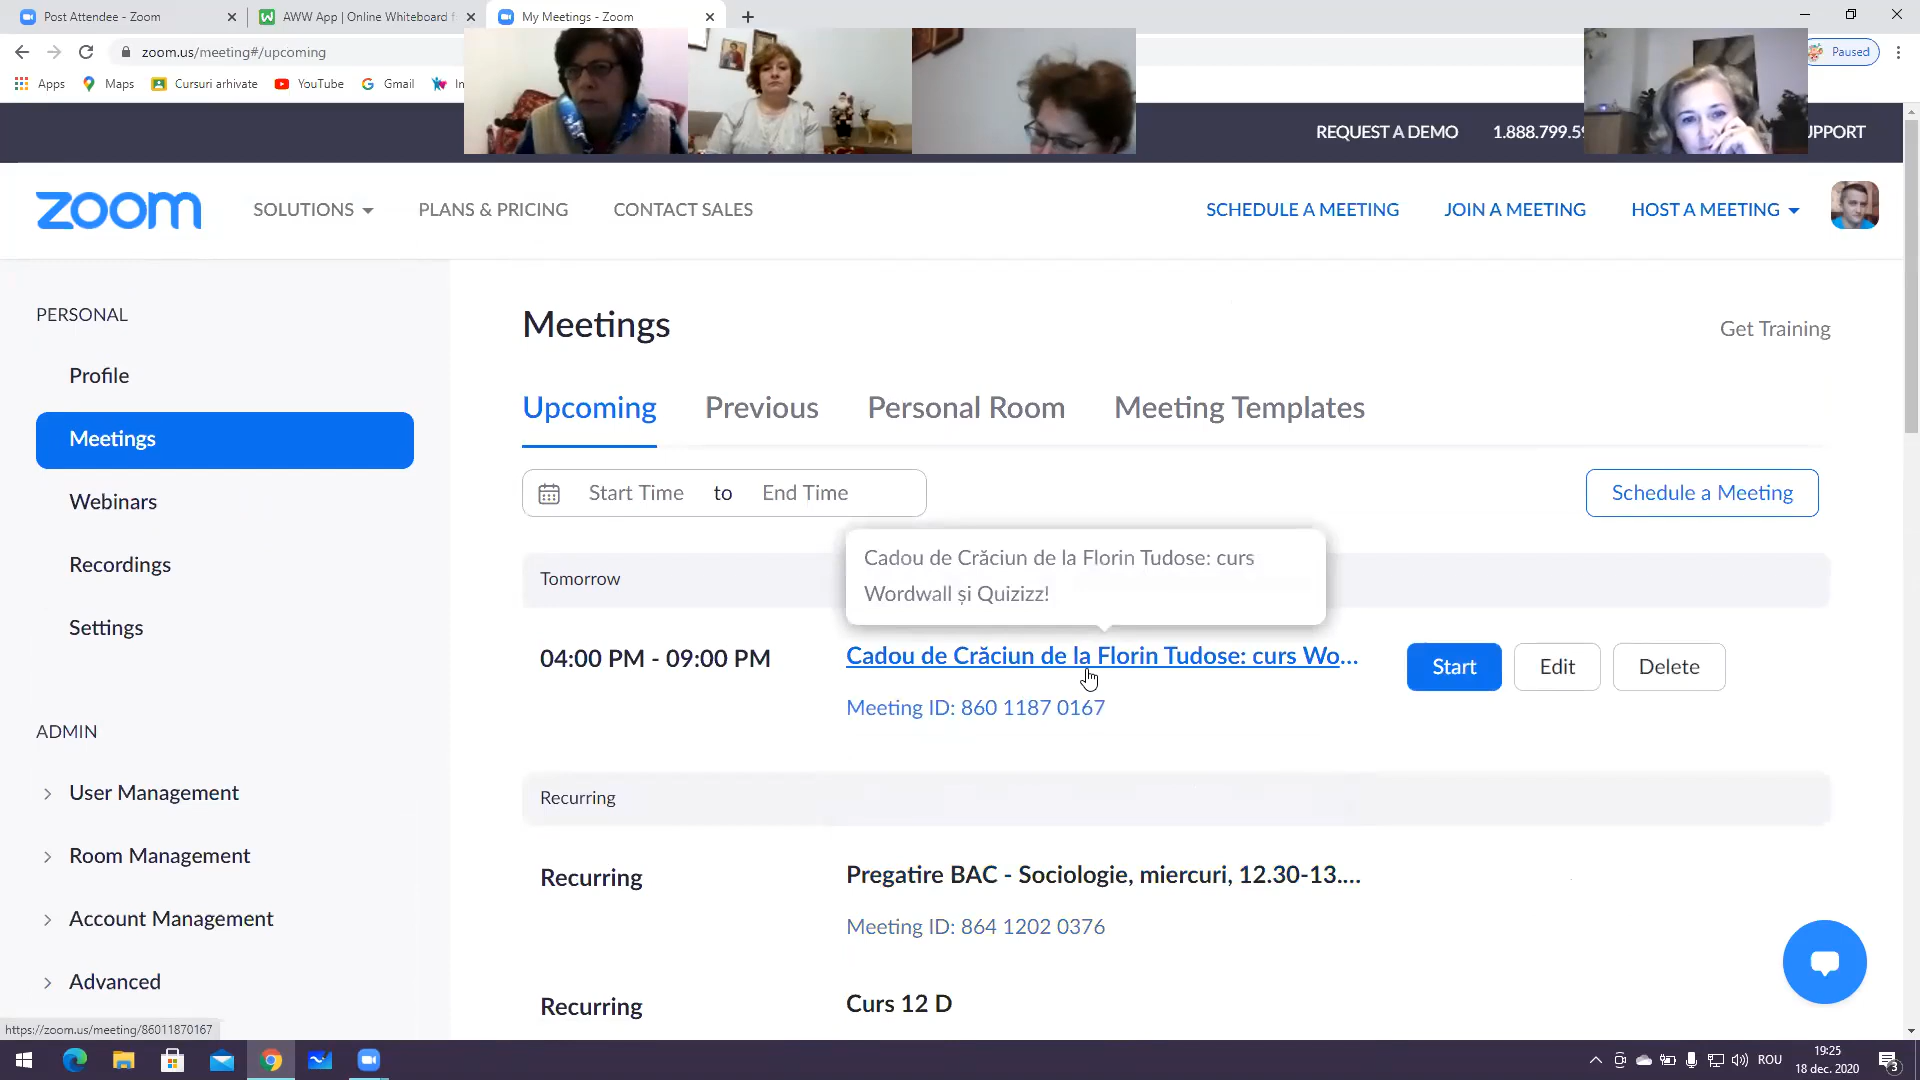 Post Attendee - Zoom
AWW App | Online Whiteboard f
My Meetings - Zoom
zoom.us/meeting#/upcoming
Paused
Apps
Maps
Cursuri arhivate
YouTube
Gmail
In
REQUEST A DEMO
1.888.799.59
UPPORT
zoom
SOLUTIONS
PLANS & PRICING
CONTACT SALES
SCHEDULE A MEETING
JOIN A MEETING
HOST A MEETING
PERSONAL
Profile
Meetings
Webinars
Recordings
Settings
ADMIN
User Management
Room Management
Account Management
Advanced
Meetings
Get Training
Upcoming
Previous
Personal Room
Meeting Templates
Start Time to End Time
Schedule a Meeting
Tomorrow
Cadou de Crăciun de la Florin Tudose: curs
Wordwall și Quizizz!
04:00 PM - 09:00 PM
Cadou de Crăciun de la Florin Tudose: curs Wo...
Start
Edit
Delete
Meeting ID: 860 1187 0167
Recurring
Recurring
Pregatire BAC - Sociologie, miercuri, 12.30-13....
Meeting ID: 864 1202 0376
Recurring
Curs 12 D
https://zoom.us/meeting/86011870167
ROU
19:25
18 dec. 2020
3